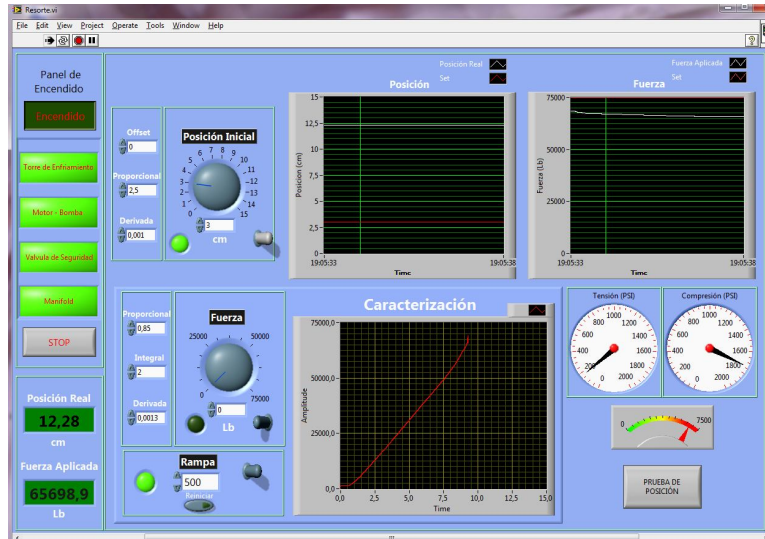 Resorte.vi
File Edit View Project Operate Tools Window Help
Panel de
Encendido
Encendido
Torre de Enfriamiento
Motor - Bomba
Valvula de Seguridad
Manifold
STOP
Posición Real
12,28
cm
Fuerza Aplicada
65698,9
Lb
Offset
0
Proporcional
2,5
Derivada
0,001
Posición Inicial
0 1 2 3 4 5 6 7 8 9 10 11 12 13 14 15
3
cm
Posición Real
Set
Posición
Posicion (cm)
15
12,5
10
7,5
5
2,5
0
19:05:33 19:05:38
Time
Fuerza Aplicada
Set
Fuerza
Fuerza (Lb)
75000
50000
25000
0
19:05:33 19:05:38
Time
Proporcional
0,85
Integral
2
Derivada
0,0013
Fuerza
0 25000 50000 75000
0
Lb
Rampa
500
Reiniciar
Caracterización
Amplitude
75000,0
50000,0
25000,0
0,0
0,0 2,5 5,0 7,5 10,0 12,5 15,0
Time
Tensión (PSI)
0 200 400 600 800 1000 1200 1400 1600 1800 2000
Compresión (PSI)
0 200 400 600 800 1000 1200 1400 1600 1800 2000
0 7500
PRUEBA DE
POSICIÓN